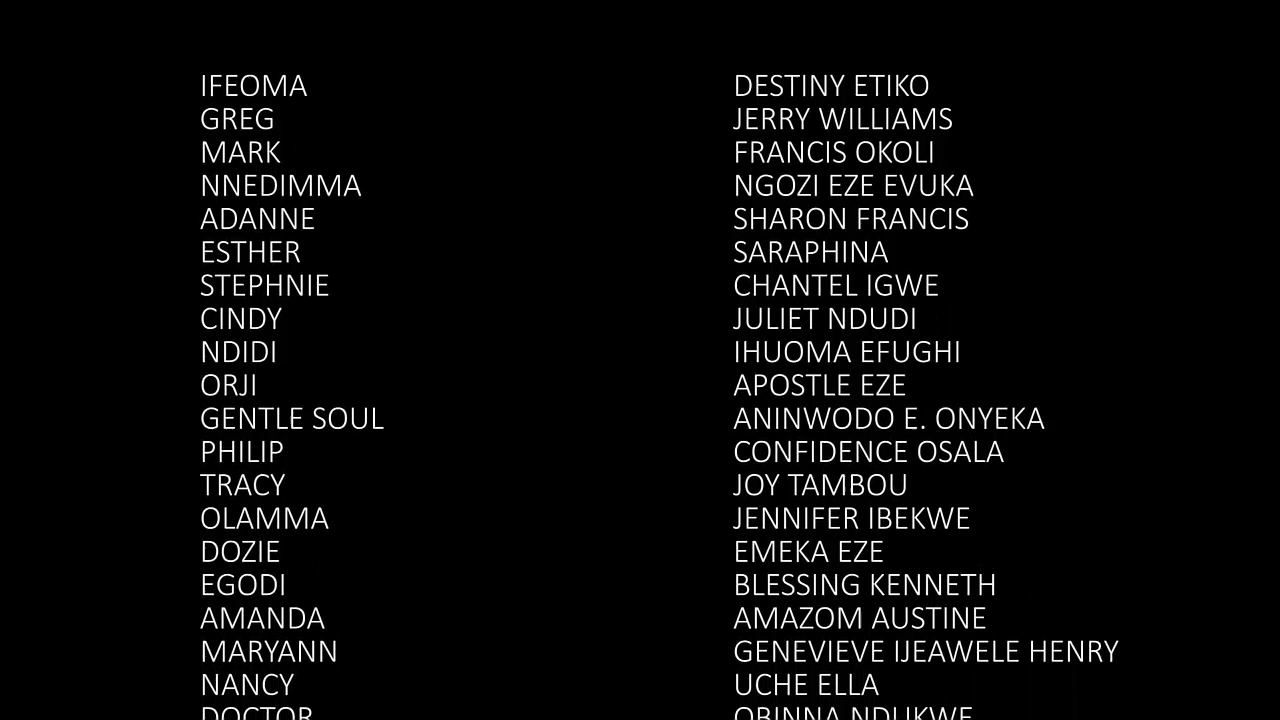 IFEOMA DESTINY ETIKO
GREG JERRY WILLIAMS
MARK FRANCIS OKOLI
NNEDIMMA NGOZI EZE EVUKA
ADANNE SHARON FRANCIS
ESTHER SARAPHINA
STEPHNIE CHANTEL IGWE
CINDY JULIET NDUDI
NDIDI IHUOMA EFUGHI
ORJI APOSTLE EZE
GENTLE SOUL ANINWODO E. ONYEKA
PHILIP CONFIDENCE OSALA
TRACY JOY TAMBOU
OLAMMA JENNIFER IBEKWE
DOZIE EMEKA EZE
EGODI BLESSING KENNETH
AMANDA AMAZOM AUSTINE
MARYANN GENEVIEVE IJEAWELE HENRY
NANCY UCHE ELLA
DOCTOR OBINNA NDUKWE